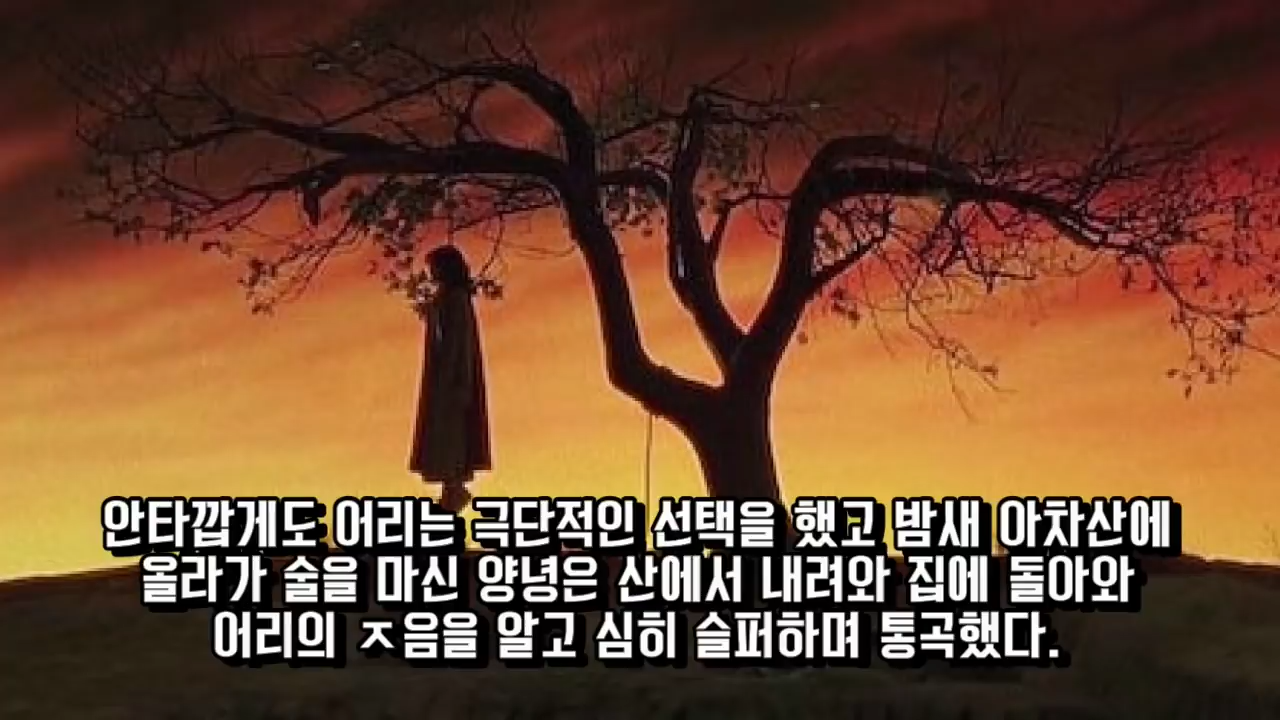 안타깝게도 어리는 극단적인 선택을 했고 밤새 아차산에
올라가 술을 마신 양녕은 산에서 내려와 집에 돌아와
어리의 ㅈ음을 알고 심히 슬퍼하며 통곡했다.